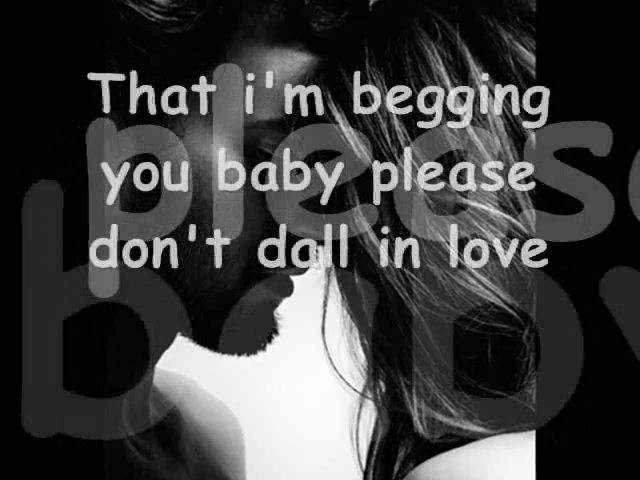 That i'm begging
you baby please
don't dall in love
please
baby